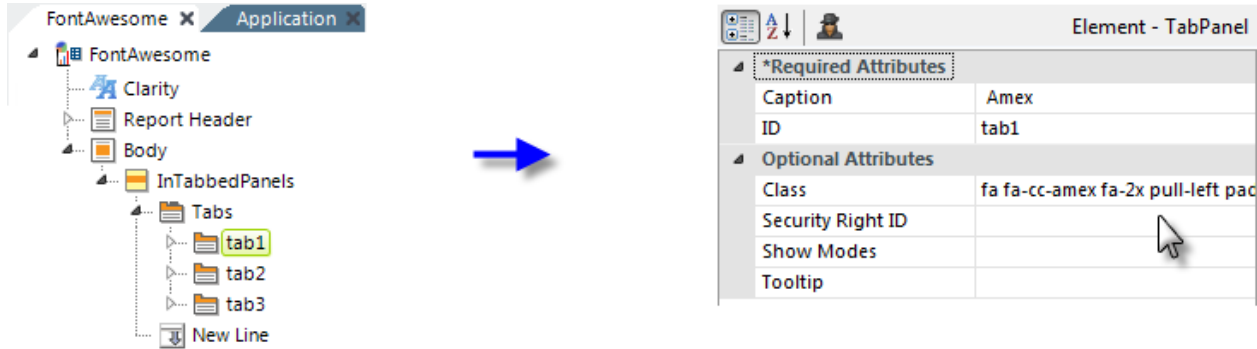 FontAwesome Application
FontAwesome
Clarity
Report Header
Body
InTabbedPanels
Tabs
tab1
tab2
tab3
New Line
Element - TabPanel
*Required Attributes
Caption Amex
ID tab1
Optional Attributes
Class fa fa-cc-amex fa-2x pull-left pac
Security Right ID
Show Modes
Tooltip